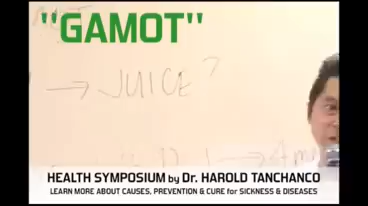 "GAMOT"
→ JUICE?
HEALTH SYMPOSIUM by Dr. HAROLD TANCHANCO
LEARN MORE ABOUT CAUSES, PREVENTION & CURE for SICKNESS & DISEASES